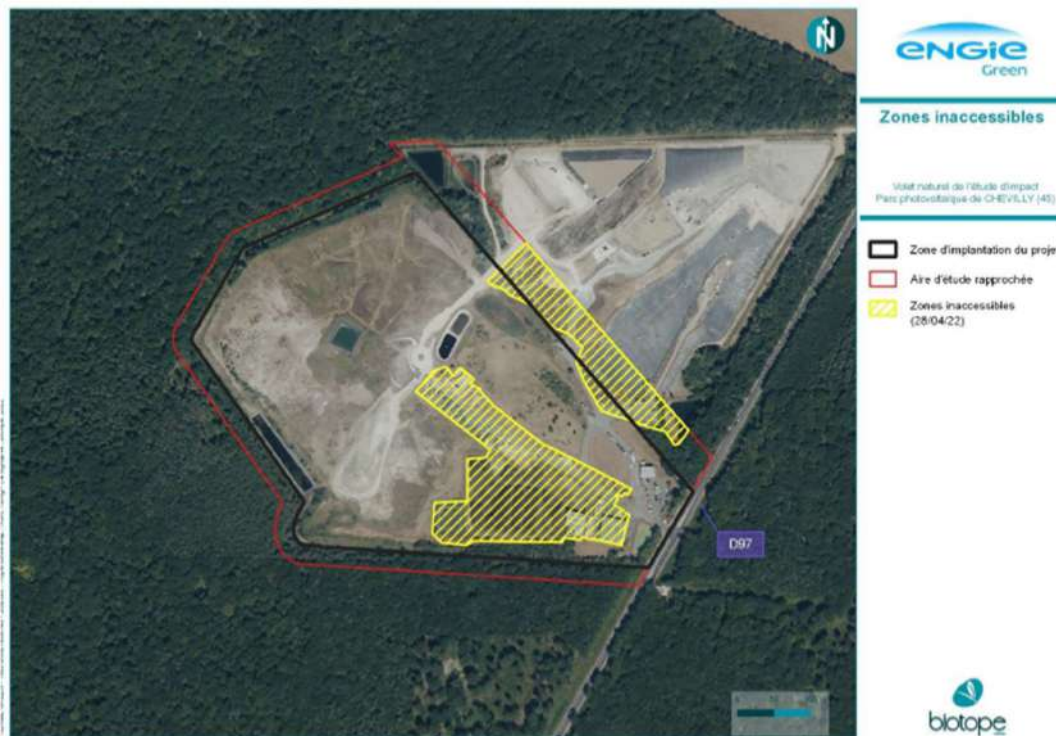 N
ENGIE
Green
Zones inaccessibles
Volet naturel de l'étude d'impact
Parc photovoltaïque de CHEVILLY (45)
Zone d'implantation du proje
Aire d'étude rapprochée
Zones inaccessibles
(28/04/22)
D97
biotope